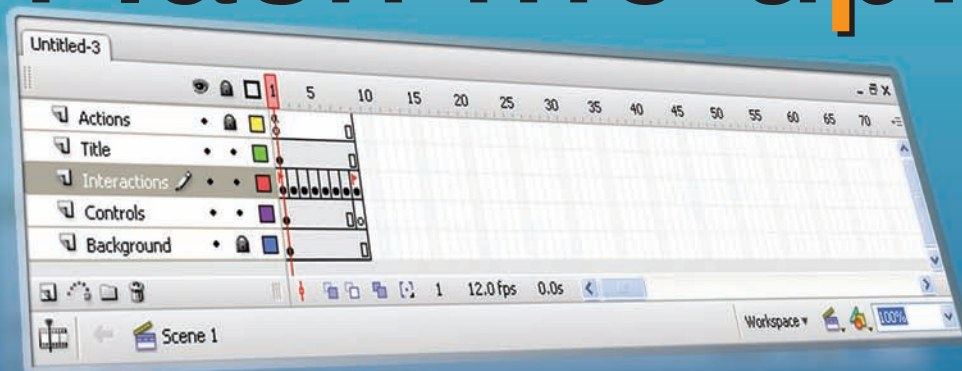 Untitled-3
1 5 10 15 20 25 30 35 40 45 50 55 60 65 70
Actions
Title
Interactions
Controls
Background
1 12.0 fps 0.0s
Scene 1 Workspace 100%